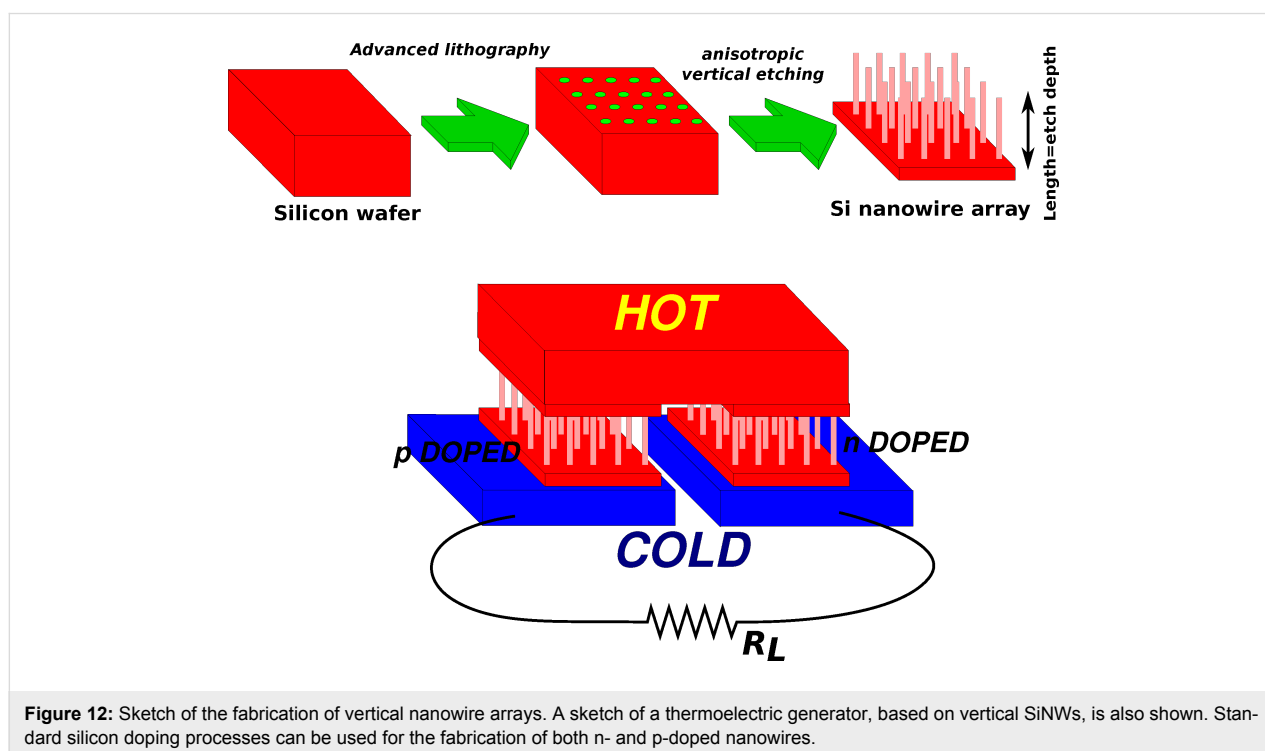 Advanced lithography
anisotropic
vertical etching
Silicon wafer
Si nanowire array
Length=etch depth
HOT
p DOPED
n DOPED
COLD
RL
Figure 12: Sketch of the fabrication of vertical nanowire arrays. A sketch of a thermoelectric generator, based on vertical SiNWs, is also shown. Stan-
dard silicon doping processes can be used for the fabrication of both n- and p-doped nanowires.